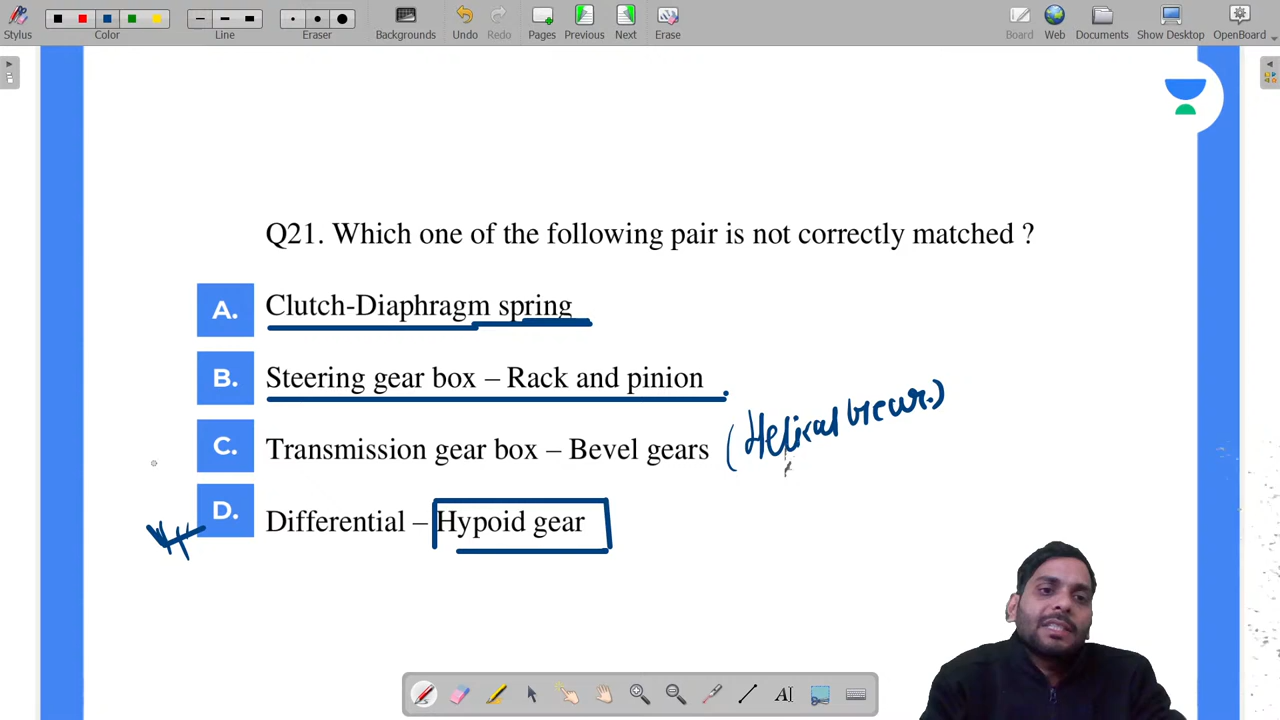 Stylus
Color
Line
Eraser
Backgrounds
Undo
Redo
Pages
Previous
Next
Erase
Board
Web
Documents
Show Desktop
OpenBoard
Q21. Which one of the following pair is not correctly matched ?
A. Clutch-Diaphragm spring
B. Steering gear box – Rack and pinion
C. Transmission gear box – Bevel gears (Helical Gear.)
D. Differential – Hypoid gear
AI